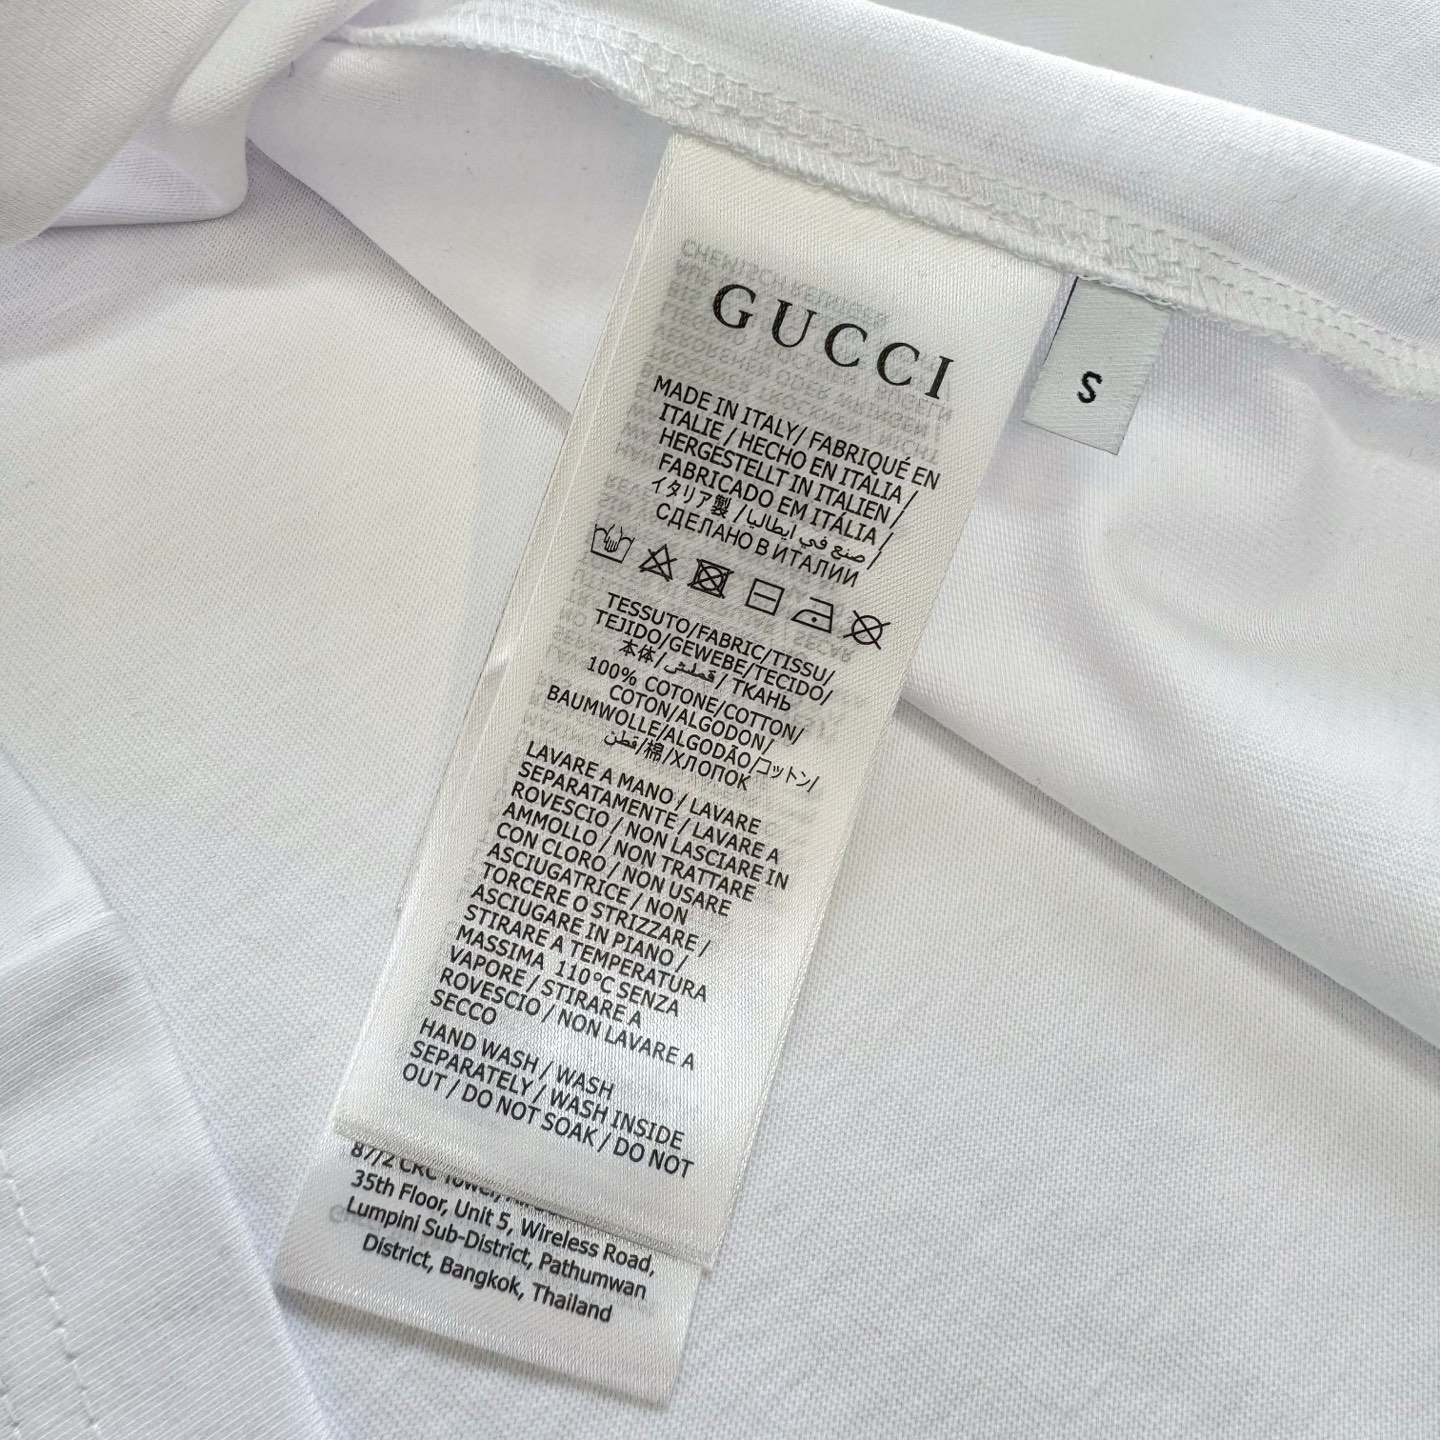 GUCCI
S
MADE IN ITALY/ FABRIQUÉ EN
ITALIE / HECHO EN ITALIA /
HERGESTELLT IN ITALIEN /
FABRICADO EM ITÁLIA /
イタリア製 / صنع في إيطاليا /
СДЕЛАНО В ИТАЛИИ
TESSUTO/FABRIC/TISSU/
TEJIDO/GEWEBE/TECIDO/
本体/ / ТКАНЬ
100% COTONE/COTTON/
COTON/ALGODON/
BAUMWOLLE/ALGODÃO/コットン/
قطن/棉/ХЛОПОК
LAVARE A MANO / LAVARE
SEPARATAMENTE / LAVARE A
ROVESCIO / NON LASCIARE IN
AMMOLLO / NON TRATTARE
CON CLORO / NON USARE
ASCIUGATRICE / NON
TORCERE O STRIZZARE /
ASCIUGARE IN PIANO /
STIRARE A TEMPERATURA
MASSIMA 110°C SENZA
VAPORE / STIRARE A
ROVESCIO / NON LAVARE A
SECCO
HAND WASH / WASH
SEPARATELY / WASH INSIDE
OUT / DO NOT SOAK / DO NOT
87/2 CRC Tower,
35th Floor, Unit 5, Wireless Road,
Lumpini Sub-District, Pathumwan
District, Bangkok, Thailand